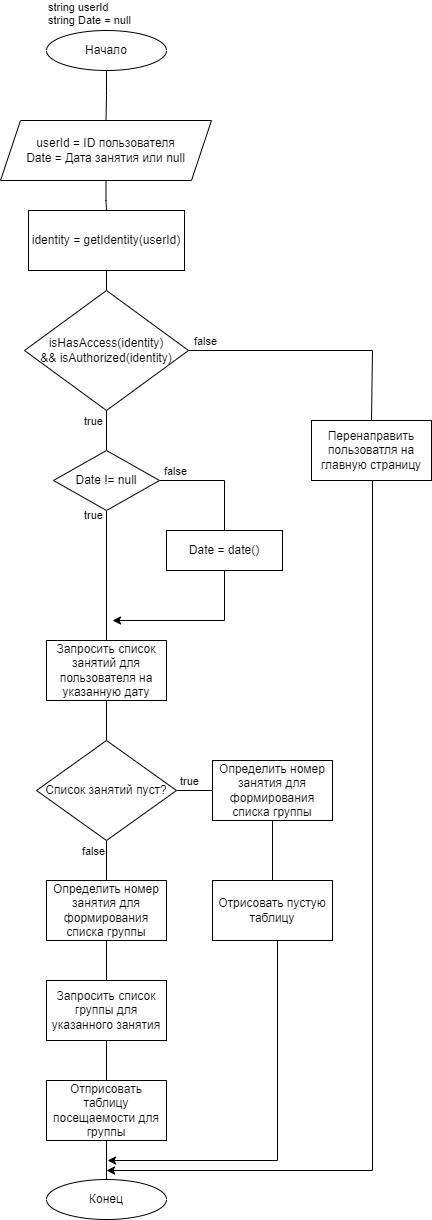 string userId
string Date = null
Начало
userId = ID пользователя
Date = Дата занятия или null
identity = getIdentity(userId)
isHasAccess(identity)
&& isAuthorized(identity)
false
true
Перенаправить
пользоватля на
главную страницу
Date != null
false
true
Date = date()
Запросить список
занятий для
пользователя на
указанную дату
Список занятий пуст?
true
false
Определить номер
занятия для
формирования
списка группы
Определить номер
занятия для
формирования
списка группы
Отрисовать пустую
таблицу
Запросить список
группы для
указанного занятия
Отприсовать
таблицу
посещаемости для
группы
Конец